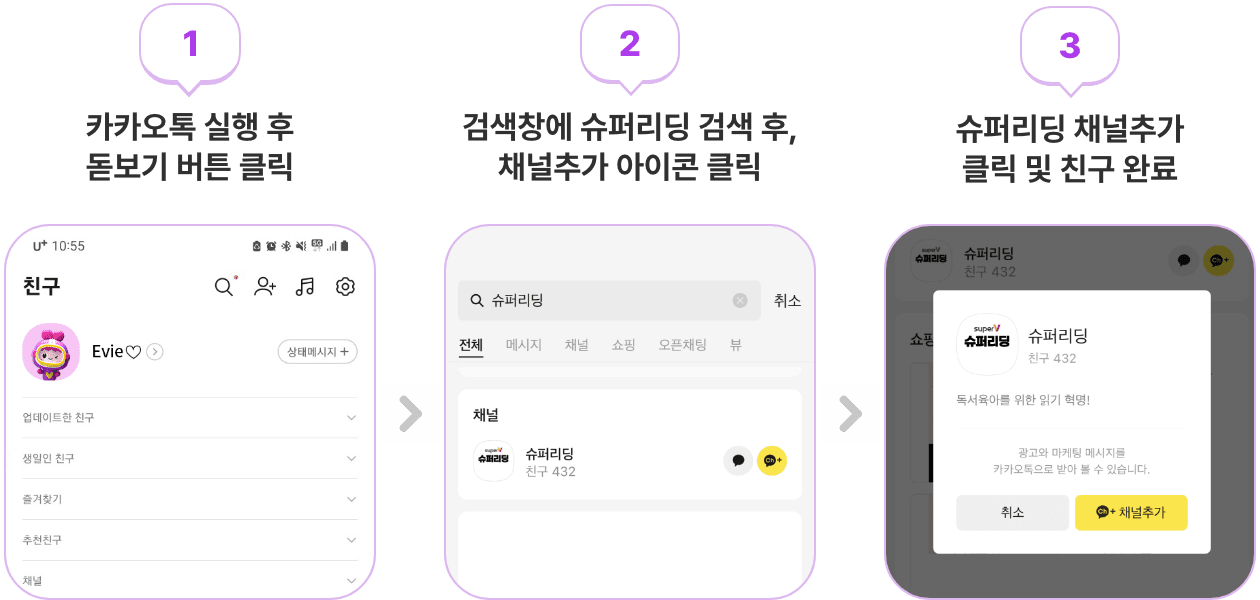 1
카카오톡 실행 후
돋보기 버튼 클릭
U+ 10:55
5G
친구
Evie♡
상태메시지 +
업데이트한 친구
생일인 친구
즐겨찾기
추천친구
채널
2
검색창에 슈퍼리딩 검색 후,
채널추가 아이콘 클릭
슈퍼리딩
취소
전체 메시지 채널 쇼핑 오픈채팅 뷰
채널
superV
슈퍼리딩
슈퍼리딩
친구 432
Ch+
3
슈퍼리딩 채널추가
클릭 및 친구 완료
superV
슈퍼리딩
슈퍼리딩
친구 432
Ch+
쇼핑
superV
슈퍼리딩
슈퍼리딩
친구 432
독서육아를 위한 읽기 혁명!
광고와 마케팅 메시지를
카카오톡으로 받아 볼 수 있습니다.
취소
Ch+ 채널추가